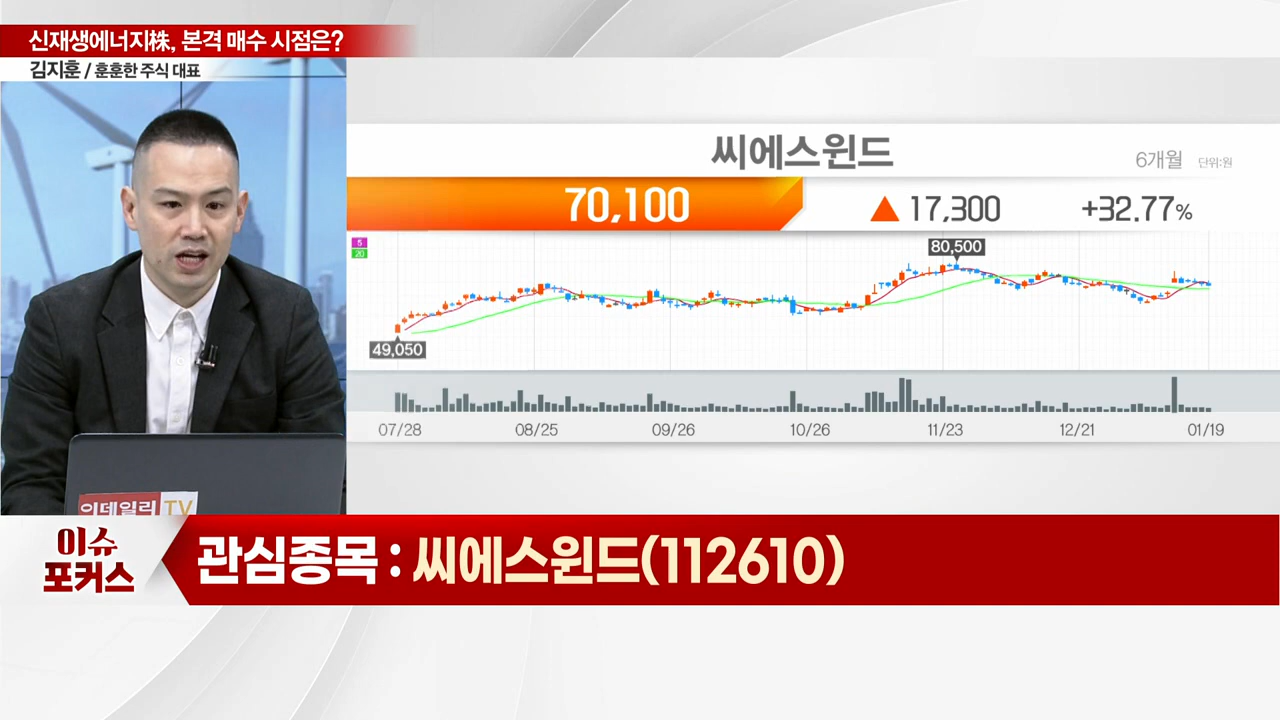 신재생에너지株, 본격 매수 시점은?
김지훈 / 훈훈한 주식 대표
씨에스윈드
6개월 단위:원
70,100 ▲ 17,300 +32.77%
5
20
80,500
49,050
07/28 08/25 09/26 10/26 11/23 12/21 01/19
이데일리 TV
이슈
포커스
관심종목 : 씨에스윈드(112610)